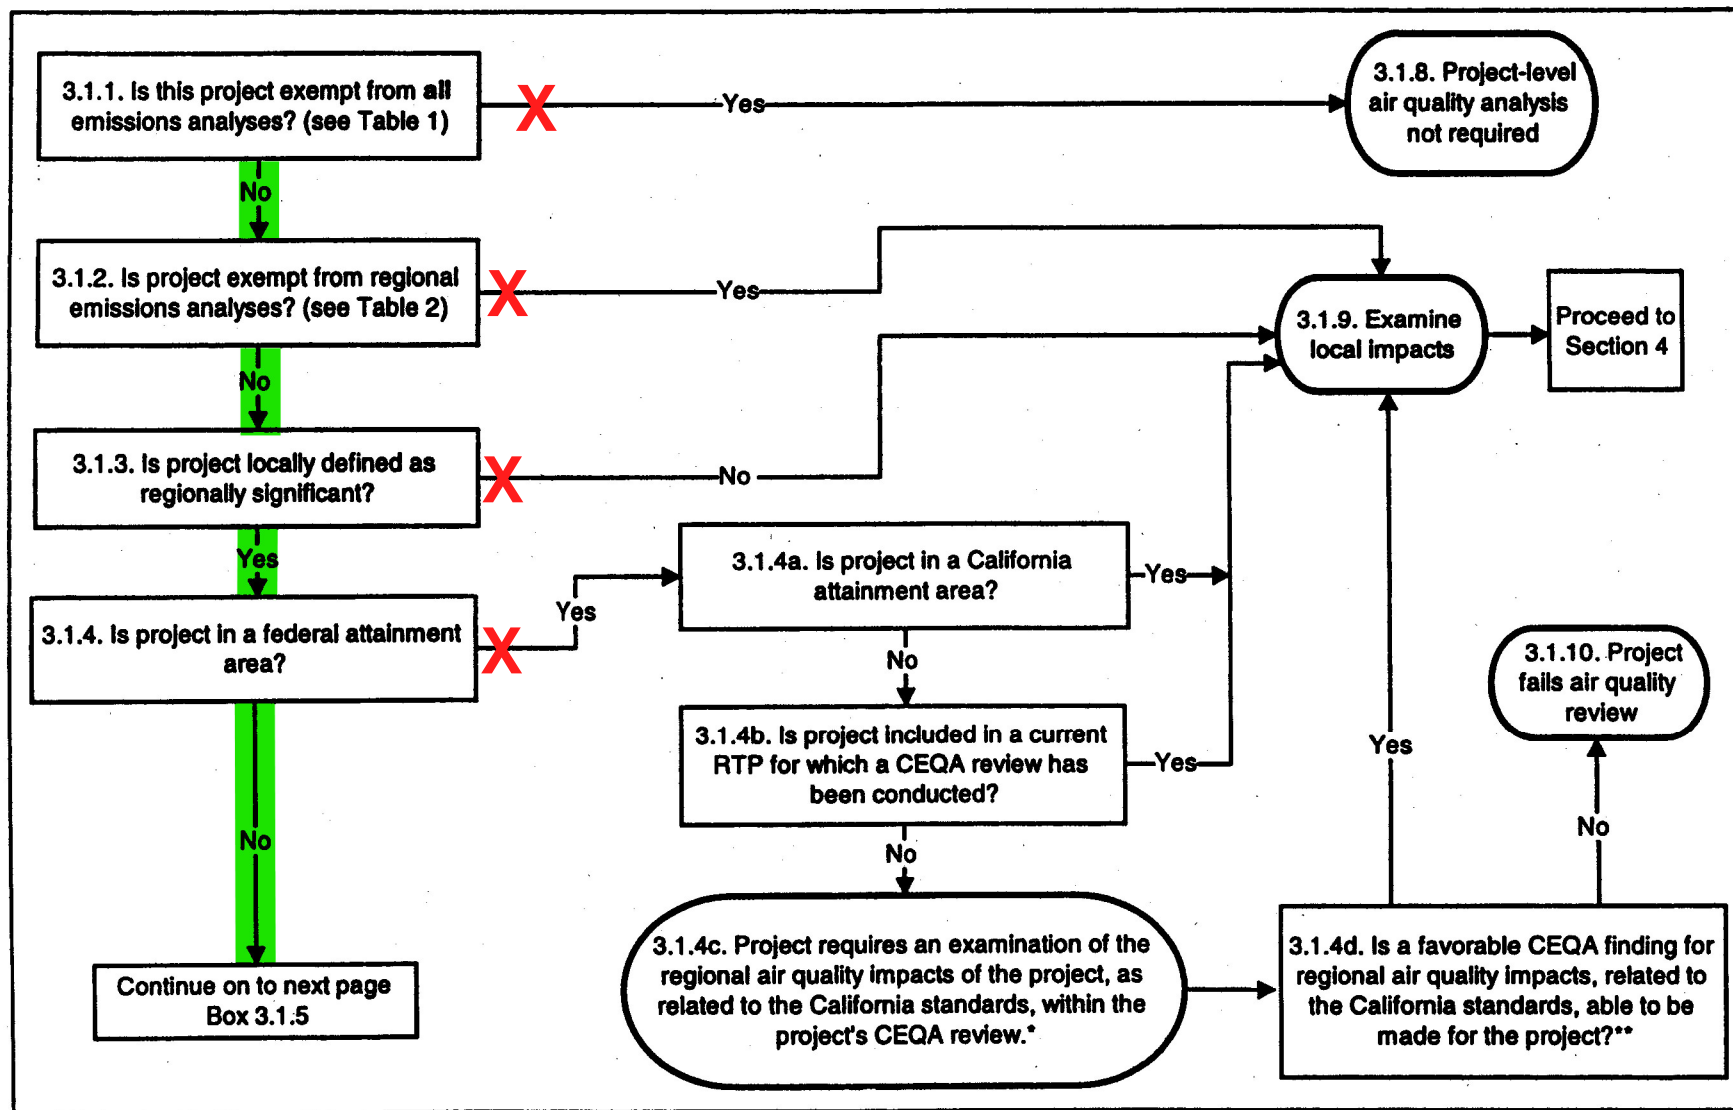 3.1.1. Is this project exempt from all
emissions analyses? (see Table 1)
X
Yes
3.1.8. Project-level
air quality analysis
not required
No
3.1.2. Is project exempt from regional
emissions analyses? (see Table 2)
X
Yes
3.1.9. Examine
local impacts
Proceed to
Section 4
No
3.1.3. Is project locally defined as
regionally significant?
X
No
Yes
3.1.4. Is project in a federal attainment
area?
X
Yes
3.1.4a. Is project in a California
attainment area?
Yes
No
3.1.4b. Is project included in a current
RTP for which a CEQA review has
been conducted?
Yes
No
3.1.10. Project
fails air quality
review
Yes
No
No
Continue on to next page
Box 3.1.5
3.1.4c. Project requires an examination of the
regional air quality impacts of the project, as
related to the California standards, within the
project's CEQA review.*
3.1.4d. Is a favorable CEQA finding for
regional air quality impacts, related to
the California standards, able to be
made for the project?**